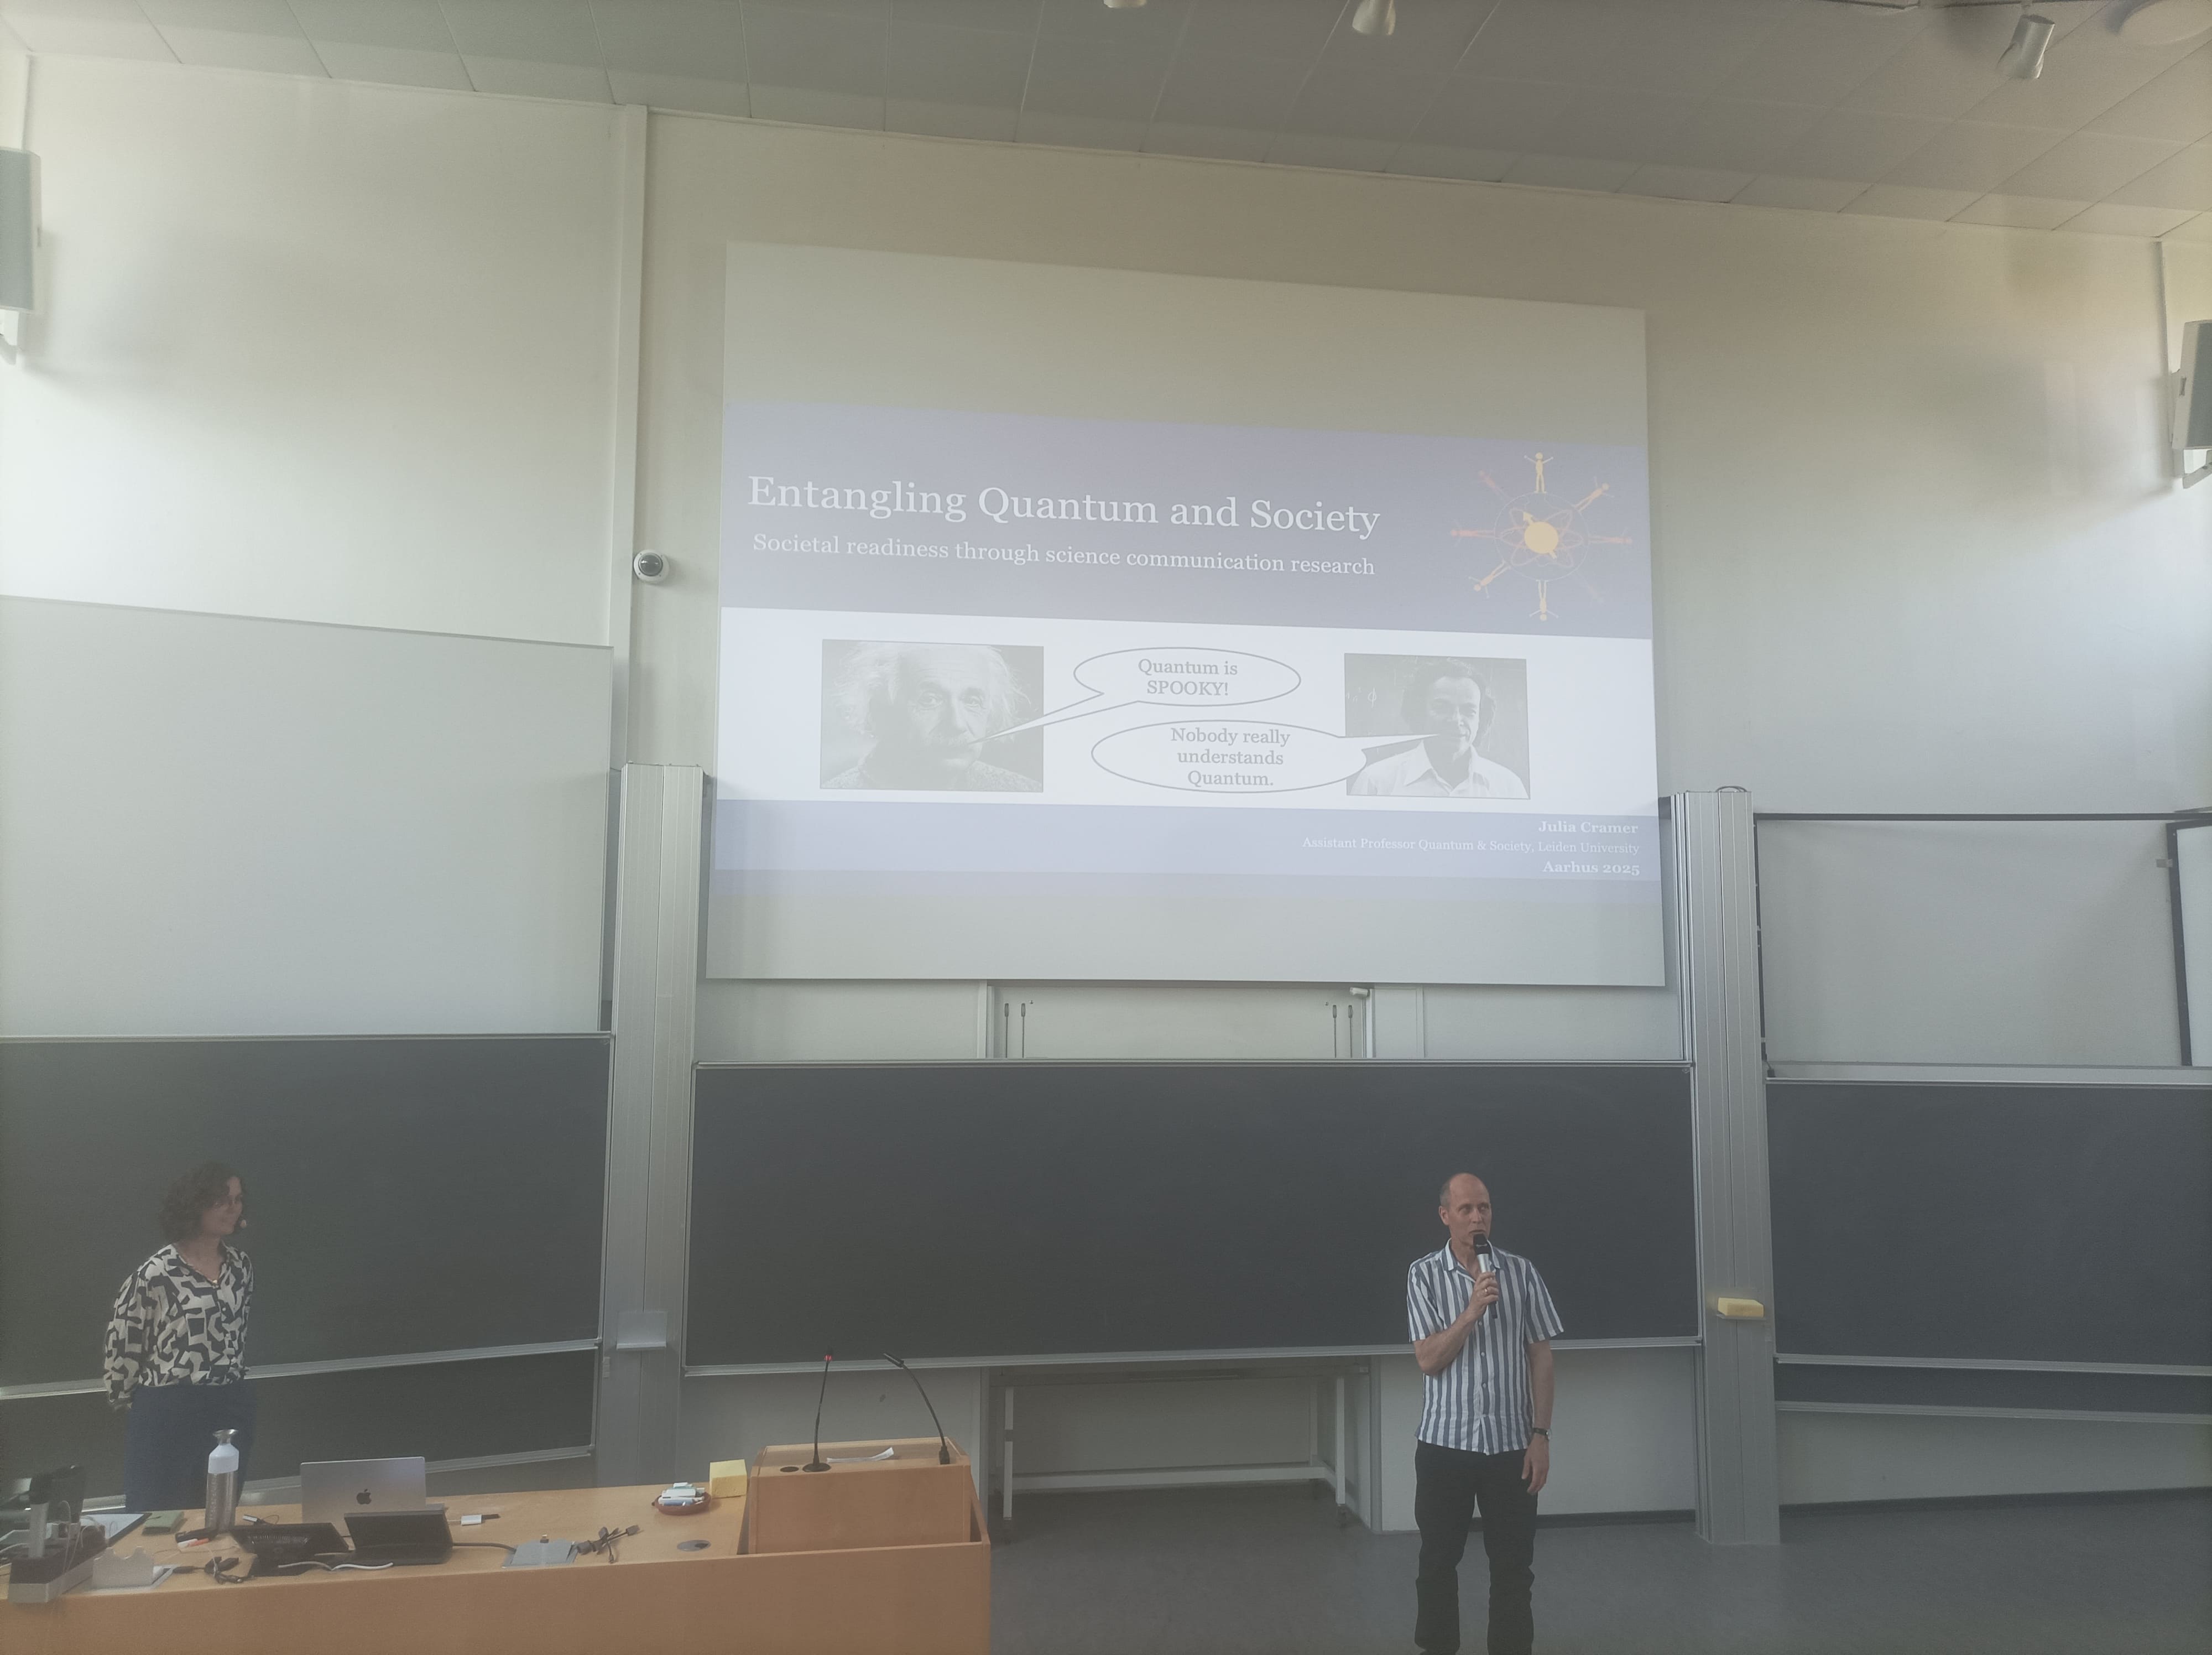 Entangling Quantum and Society
Societal readiness through science communication research
Quantum is
SPOOKY!
Nobody really
understands
Quantum.
Julia Cramer
Assistant Professor Quantum & Society, Leiden University
Aarhus 2025